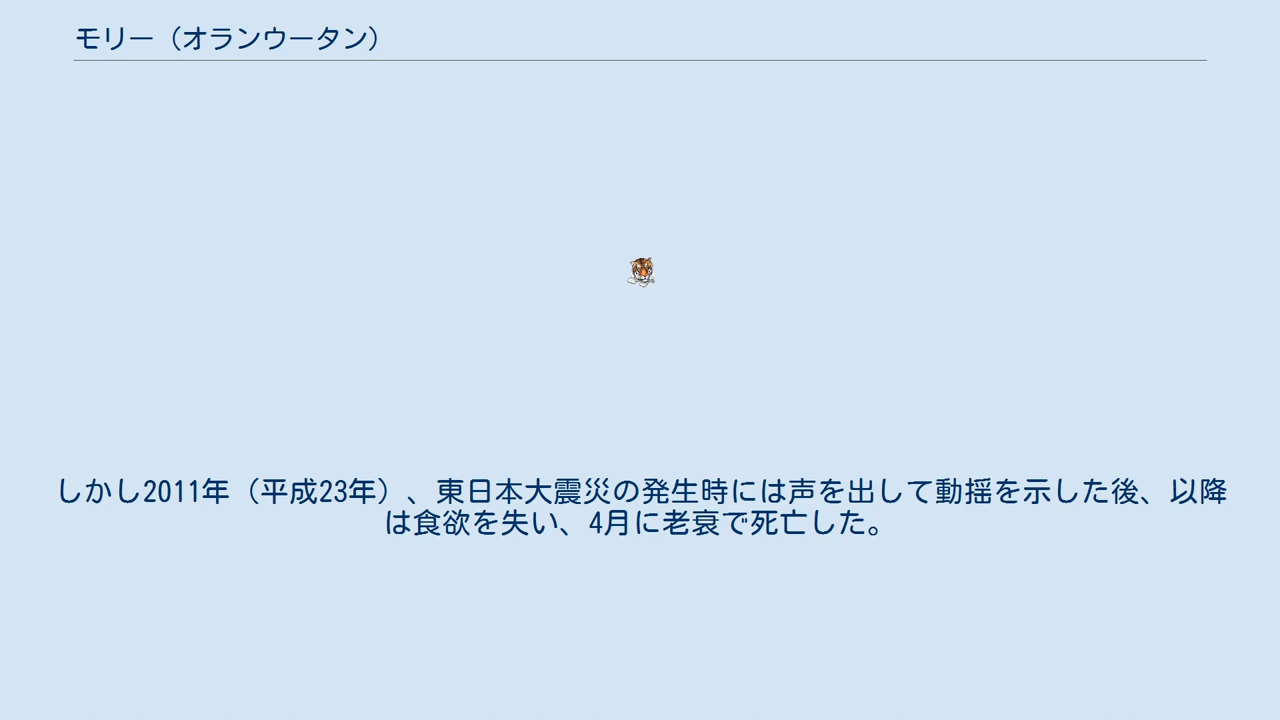 モリー（オランウータン）
しかし2011年（平成23年）、東日本大震災の発生時には声を出して動揺を示した後、以降
は食欲を失い、4月に老衰で死亡した。